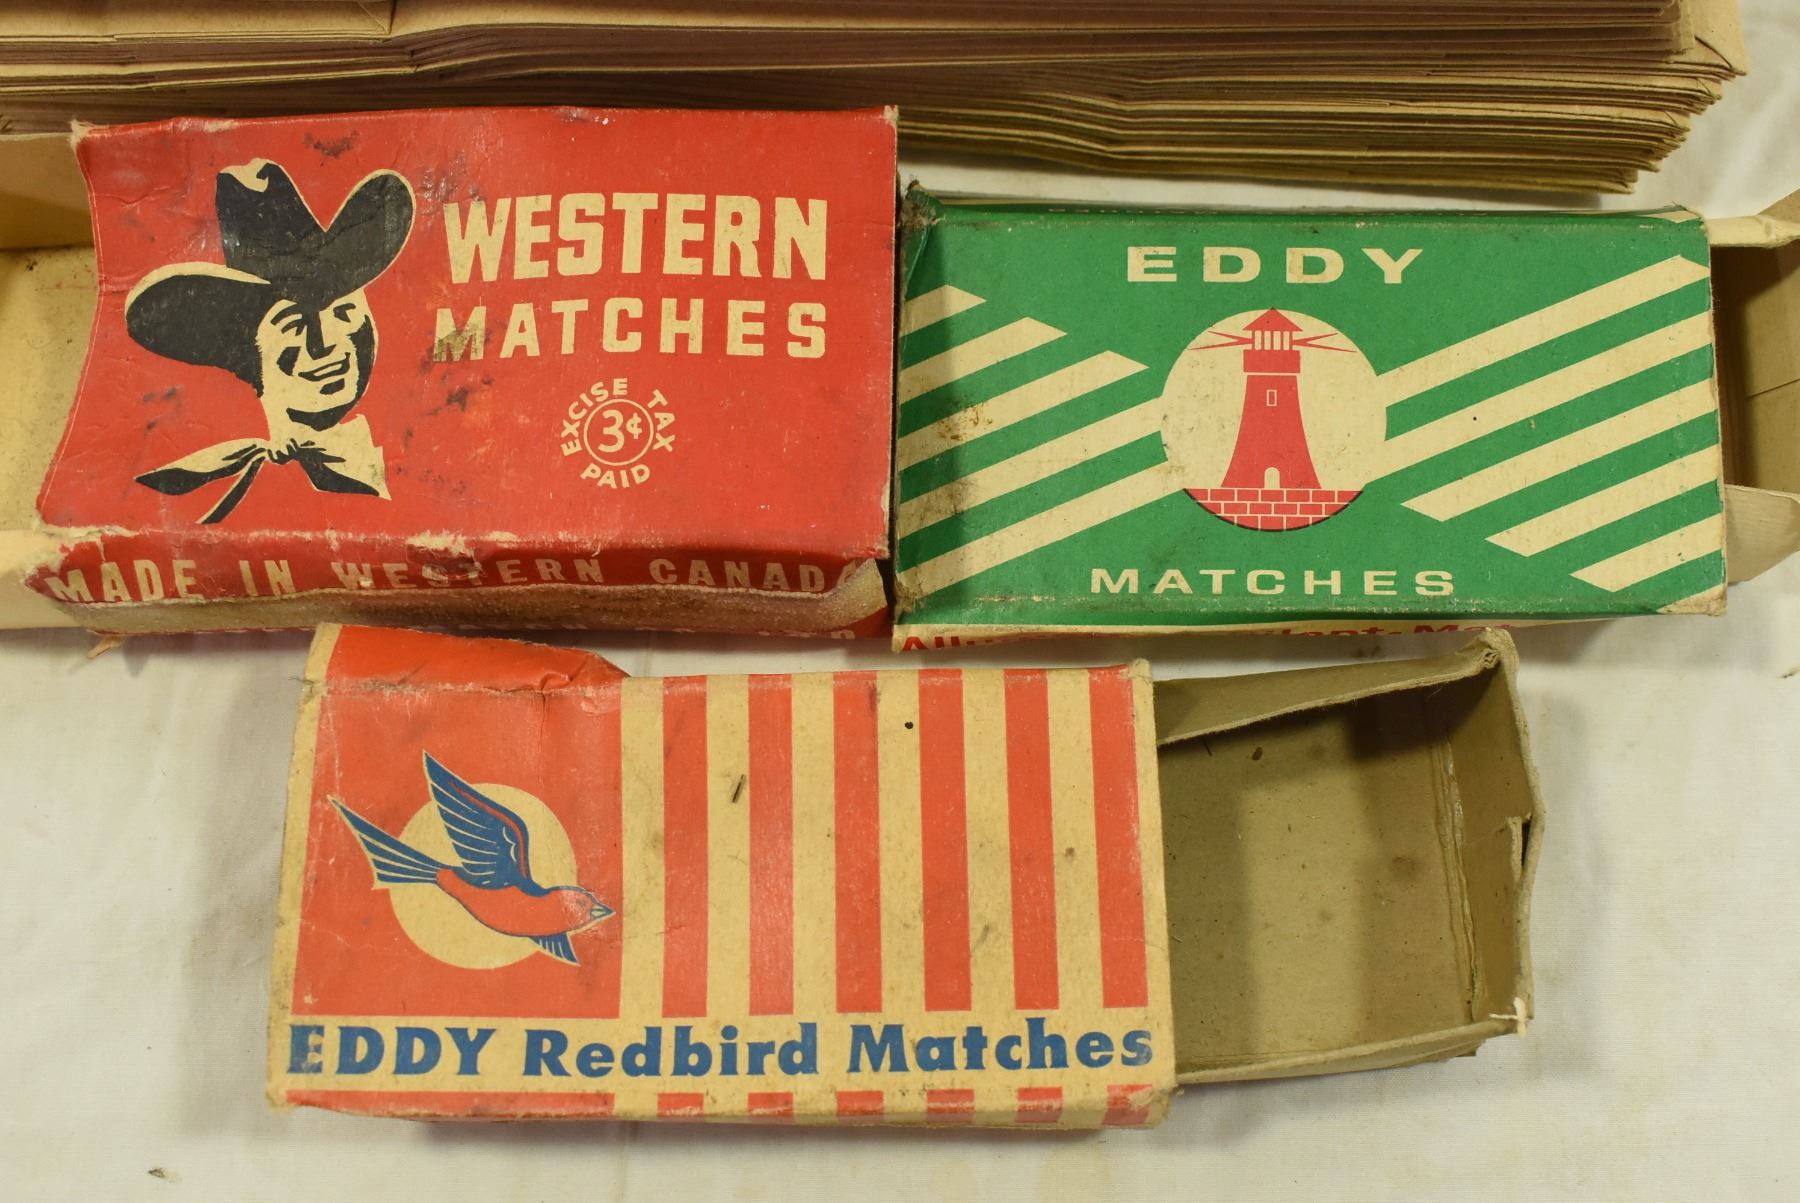 WESTERN
MATCHES
EXCISE TAX
3¢
PAID
MADE IN WESTERN CANADA
EDDY
MATCHES
EDDY Redbird Matches